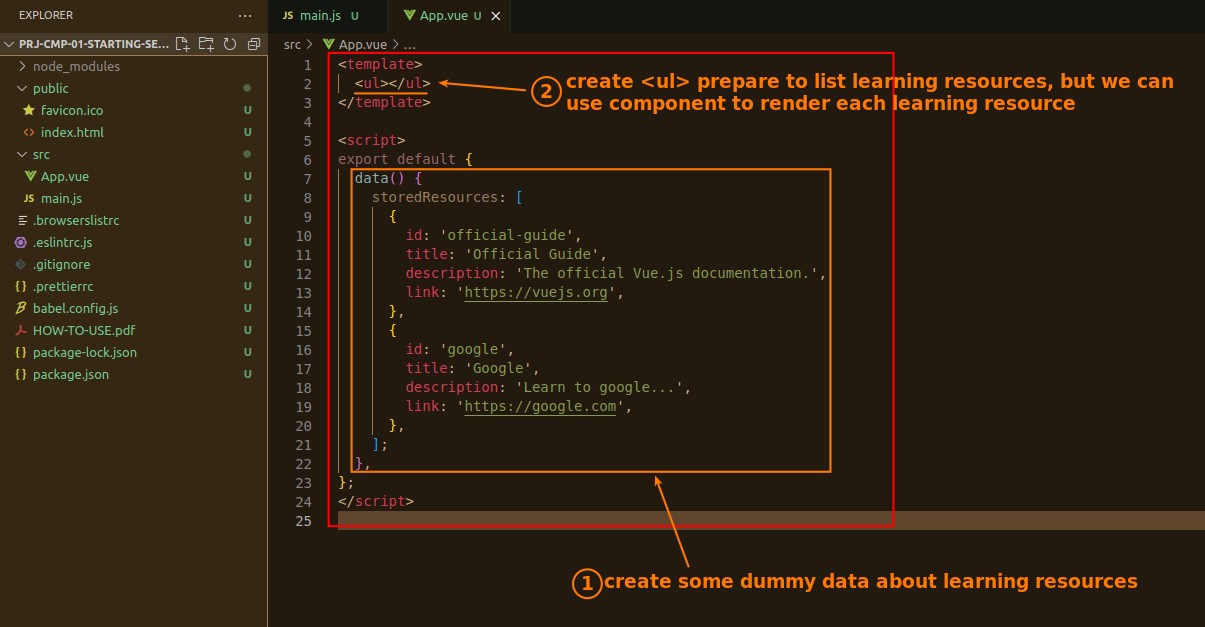 EXPLORER
...
JS main.js U
App.vue U
PRJ-CMP-01-STARTING-SE...
src > App.vue > ...
node_modules
public
favicon.ico U
index.html U
src
App.vue U
JS main.js U
.browserslistrc U
.eslintrc.js U
.gitignore U
{} .prettierrc U
babel.config.js U
HOW-TO-USE.pdf U
{} package-lock.json U
{} package.json U
1 <template>
2 <ul></ul>
3 </template>
4
5 <script>
6 export default {
7 data() {
8 storedResources: [
9 {
10 id: 'official-guide',
11 title: 'Official Guide',
12 description: 'The official Vue.js documentation.',
13 link: 'https://vuejs.org',
14 },
15 {
16 id: 'google',
17 title: 'Google',
18 description: 'Learn to google...',
19 link: 'https://google.com',
20 },
21 ];
22 },
23 };
24 </script>
25
2 create <ul> prepare to list learning resources, but we can
use component to render each learning resource
1 create some dummy data about learning resources